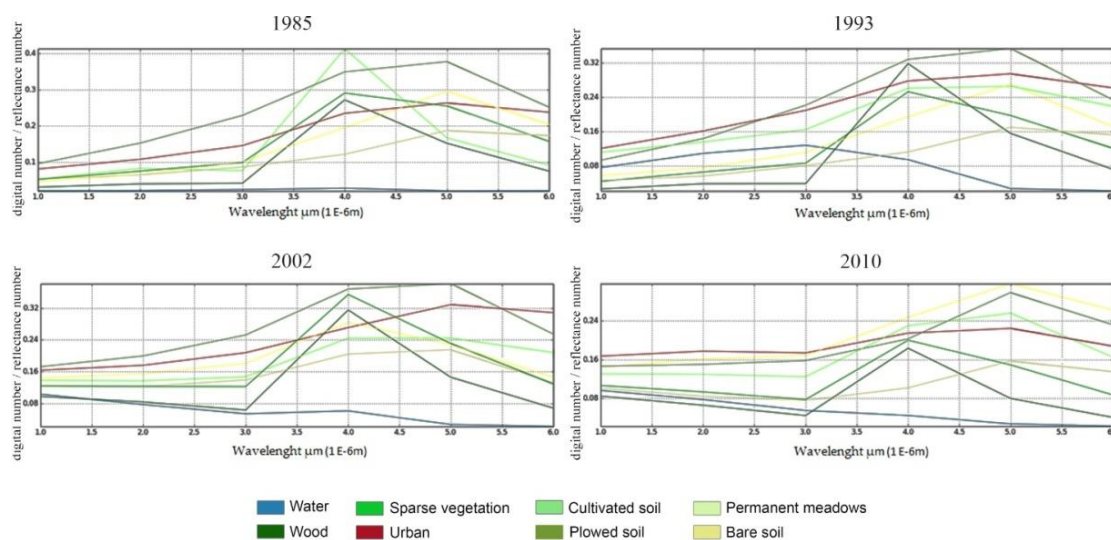 1985
1993
digital number / reflectance number
0.4
0.3
0.2
0.1
1.0 1.5 2.0 2.5 3.0 3.5 4.0 4.5 5.0 5.5 6.0
Wavelenght µm (1 E-6m)
digital number / reflectance number
0.32
0.24
0.16
0.08
1.0 1.5 2.0 2.5 3.0 3.5 4.0 4.5 5.0 5.5 6.
Wavelenght µm (1 E-6m)
2002
2010
digital number / reflectance number
0.32
0.24
0.16
0.08
1.0 1.5 2.0 2.5 3.0 3.5 4.0 4.5 5.0 5.5 6.0
Wavelenght µm (1 E-6m)
digital number / reflectance number
0.24
0.16
0.08
1.0 1.5 2.0 2.5 3.0 3.5 4.0 4.5 5.0 5.5 6.
Wavelenght µm (1 E-6m)
Water Sparse vegetation Cultivated soil Permanent meadows
Wood Urban Plowed soil Bare soil